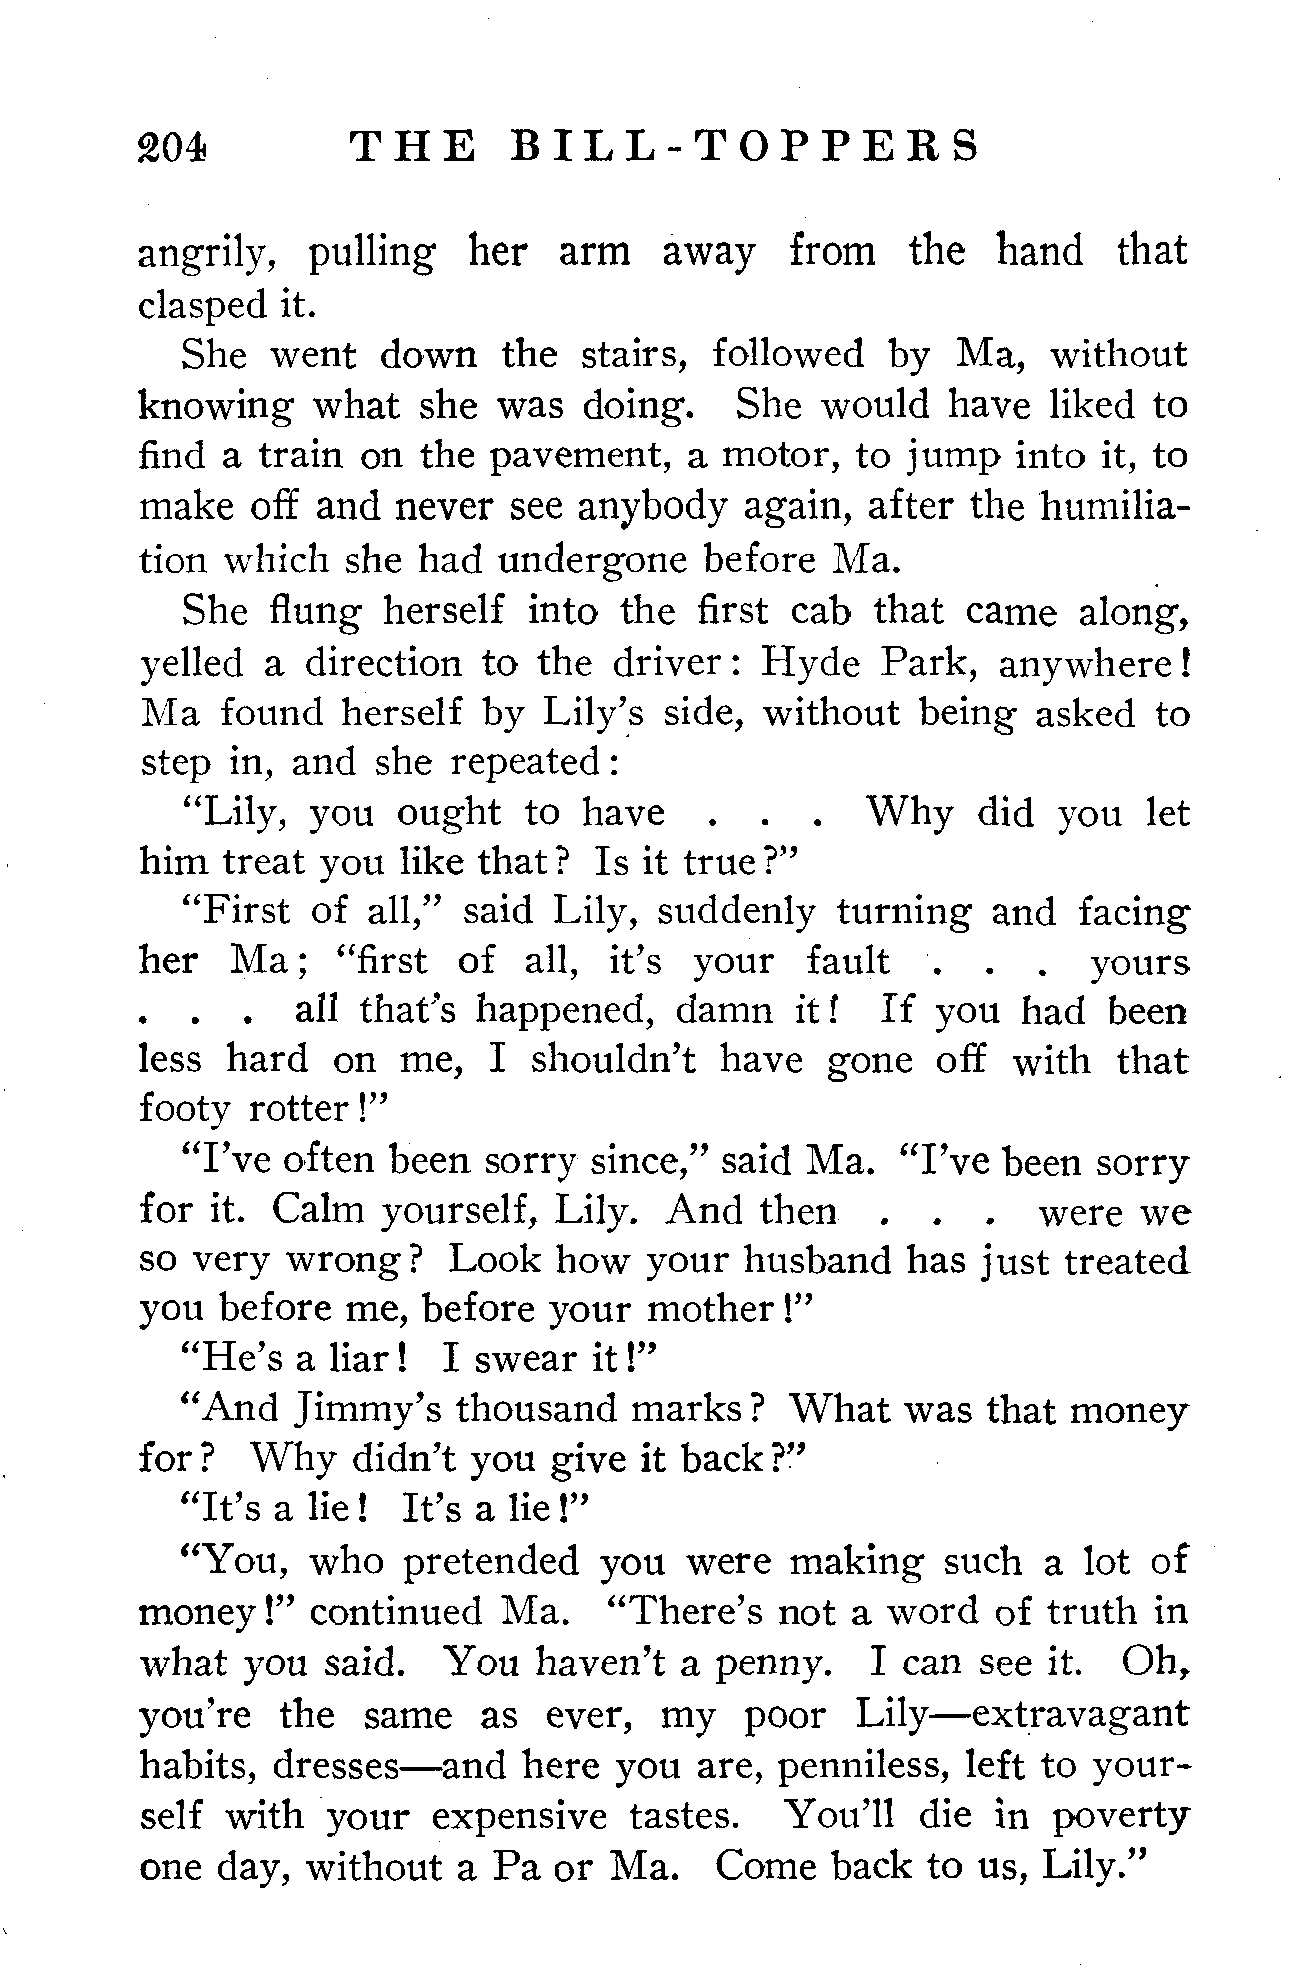 204 THE BILL-TOPPERS
angrily, pulling her arm away from the hand that
clasped it.
She went down the stairs, followed by Ma, without
knowing what she was doing. She would have liked to
find a train on the pavement, a motor, to jump into it, to
make off and never see anybody again, after the humilia-
tion which she had undergone before Ma.
She flung herself into the first cab that came along,
yelled a direction to the driver: Hyde Park, anywhere!
Ma found herself by Lily's side, without being asked to
step in, and she repeated:
"Lily, you ought to have . . . Why did you let
him treat you like that? Is it true?"
"First of all," said Lily, suddenly turning and facing
her Ma; "first of all, it's your fault . . . yours
. . . all that's happened, damn it! If you had been
less hard on me, I shouldn't have gone off with that
footy rotter!"
"I've often been sorry since," said Ma. "I've been sorry
for it. Calm yourself, Lily. And then . . . were we
so very wrong? Look how your husband has just treated
you before me, before your mother!"
"He's a liar! I swear it!"
"And Jimmy's thousand marks? What was that money
for? Why didn't you give it back?"
"It's a lie! It's a lie!"
"You, who pretended you were making such a lot of
money!" continued Ma. "There's not a word of truth in
what you said. You haven't a penny. I can see it. Oh,
you're the same as ever, my poor Lily—extravagant
habits, dresses—and here you are, penniless, left to your-
self with your expensive tastes. You'll die in poverty
one day, without a Pa or Ma. Come back to us, Lily."